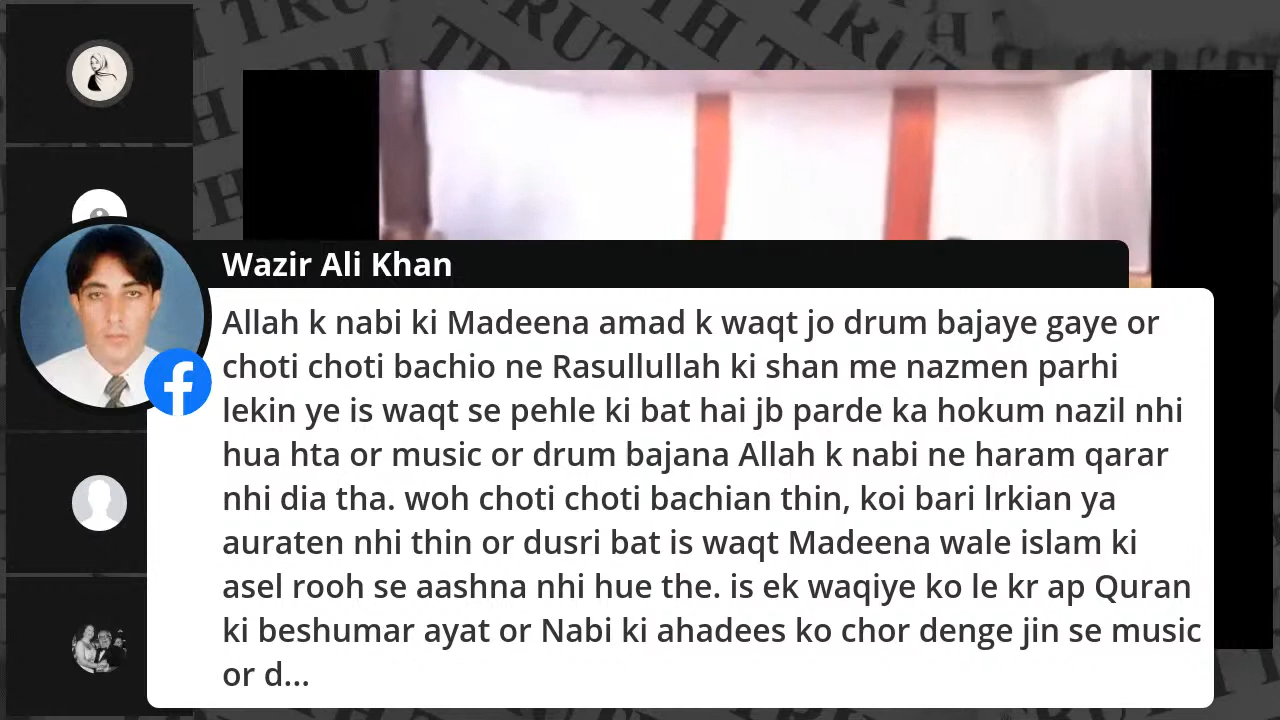 Wazir Ali Khan
Allah k nabi ki Madeena amad k waqt jo drum bajaye gaye or
choti choti bachio ne Rasullullah ki shan me nazmen parhi
lekin ye is waqt se pehle ki bat hai jb parde ka hokum nazil nhi
hua hta or music or drum bajana Allah k nabi ne haram qarar
nhi dia tha. woh choti choti bachian thin, koi bari lrkian ya
auraten nhi thin or dusri bat is waqt Madeena wale islam ki
asel rooh se aashna nhi hue the. is ek waqiye ko le kr ap Quran
ki beshumar ayat or Nabi ki ahadees ko chor denge jin se music
or d...